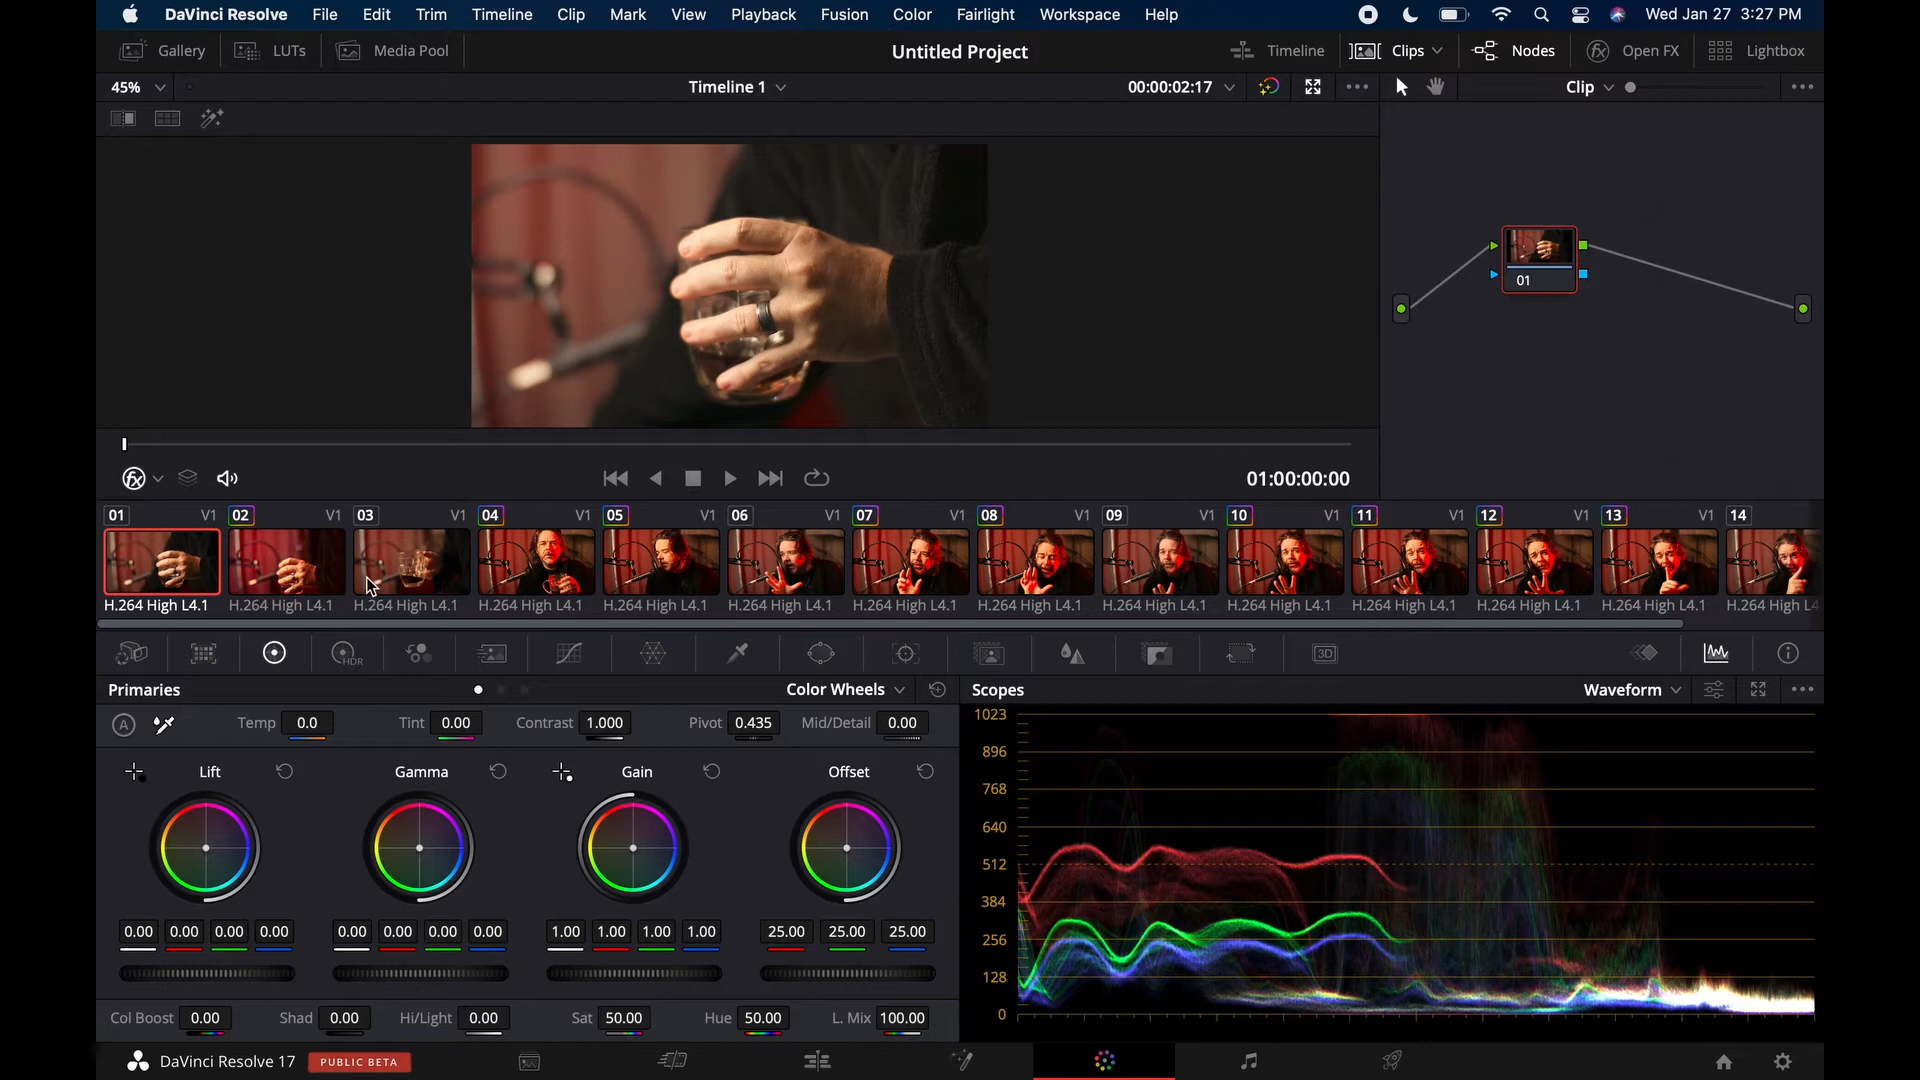 DaVinci Resolve File Edit Trim Timeline Clip Mark View Playback Fusion Color Fairlight Workspace Help Wed Jan 27 3:27 PM
Gallery LUTs Media Pool Untitled Project Timeline Clips Nodes Open FX Lightbox
45% Timeline 1 00:00:02:17 Clip
01
01:00:00:00
01 V1 02 V1 03 V1 04 V1 05 V1 06 V1 07 V1 08 V1 09 V1 10 V1 11 V1 12 V1 13 V1 14
H.264 High L4.1 H.264 High L4.1 H.264 High L4.1 H.264 High L4.1 H.264 High L4.1 H.264 High L4.1 H.264 High L4.1 H.264 High L4.1 H.264 High L4.1 H.264 High L4.1 H.264 High L4.1 H.264 High L4.1 H.264 High L4.1 H.264 High L4
HDR 3D
Primaries Color Wheels Scopes Waveform
A Temp 0.0 Tint 0.00 Contrast 1.000 Pivot 0.435 Mid/Detail 0.00
Lift Gamma Gain Offset
0.00 0.00 0.00 0.00 0.00 0.00 0.00 0.00 1.00 1.00 1.00 1.00 25.00 25.00 25.00
Col Boost 0.00 Shad 0.00 Hi/Light 0.00 Sat 50.00 Hue 50.00 L. Mix 100.00
1023
896
768
640
512
384
256
128
0
DaVinci Resolve 17 PUBLIC BETA